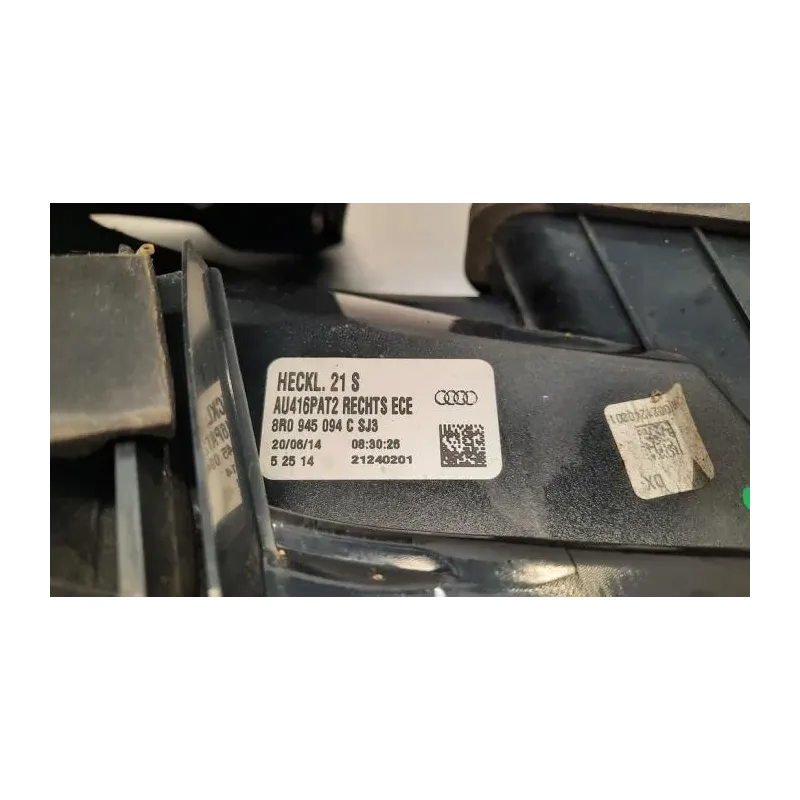 HECKL. 21 S
AU416PAT2 RECHTS ECE
8R0 945 094 C SJ3
20/06/14 08:30:26
5 25 14 21240201
DX